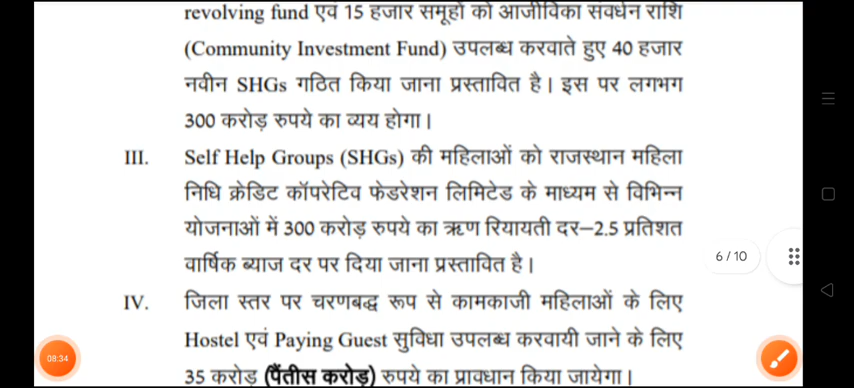 revolving fund एवं 15 हजार समूहों को आजीविका संवर्धन राशि
(Community Investment Fund) उपलब्ध करवाते हुए 40 हजार
नवीन SHGs गठित किया जाना प्रस्तावित है। इस पर लगभग
300 करोड़ रुपये का व्यय होगा।
III. Self Help Groups (SHGs) की महिलाओं को राजस्थान महिला
निधि क्रेडिट कॉपरेटिव फेडरेशन लिमिटेड के माध्यम से विभिन्न
योजनाओं में 300 करोड़ रुपये का ऋण रियायती दर–2.5 प्रतिशत
वार्षिक ब्याज दर पर दिया जाना प्रस्तावित है।
6 / 10
IV. जिला स्तर पर चरणबद्ध रूप से कामकाजी महिलाओं के लिए
Hostel एवं Paying Guest सुविधा उपलब्ध करवायी जाने के लिए
35 करोड़ (पैंतीस करोड़) रुपये का प्रावधान किया जायेगा।
08:34